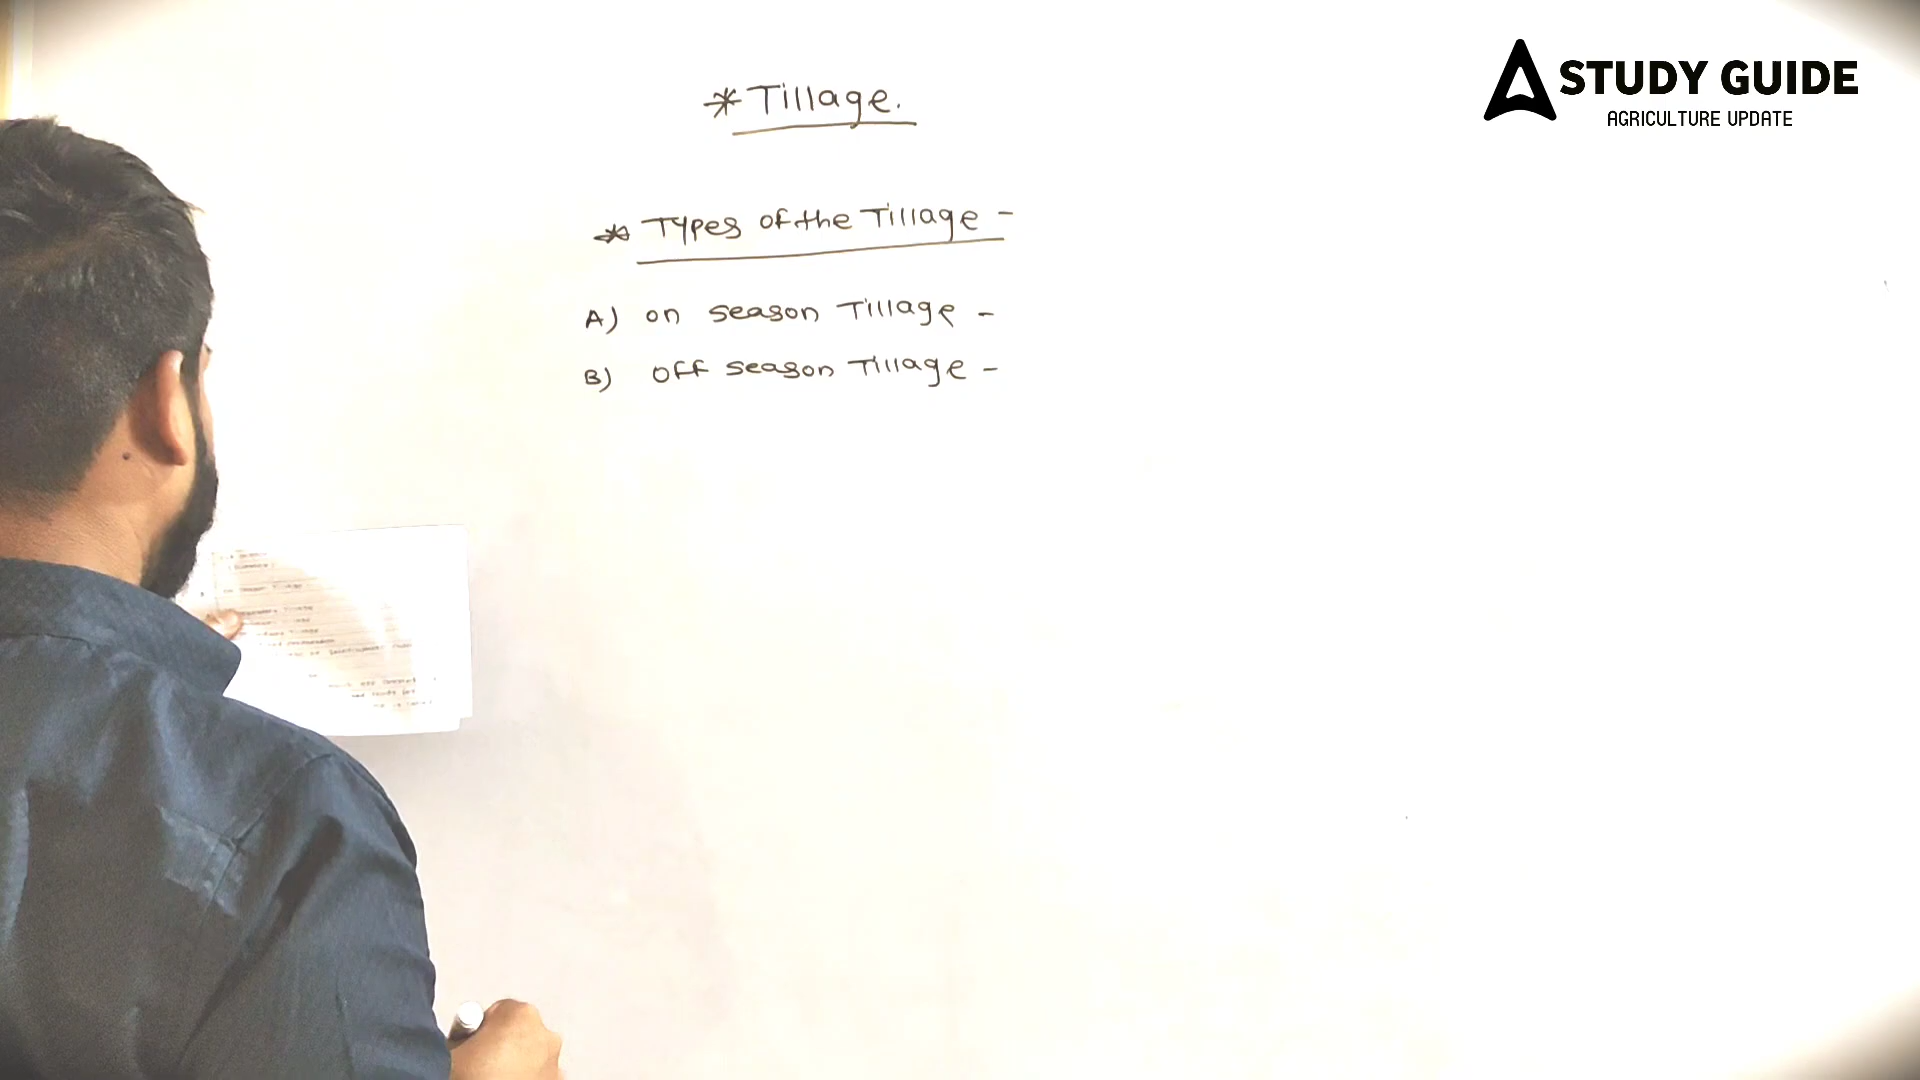 * Tillage.
STUDY GUIDE
AGRICULTURE UPDATE
* Types of the Tillage -
A) on season Tillage -
B) off season Tillage -